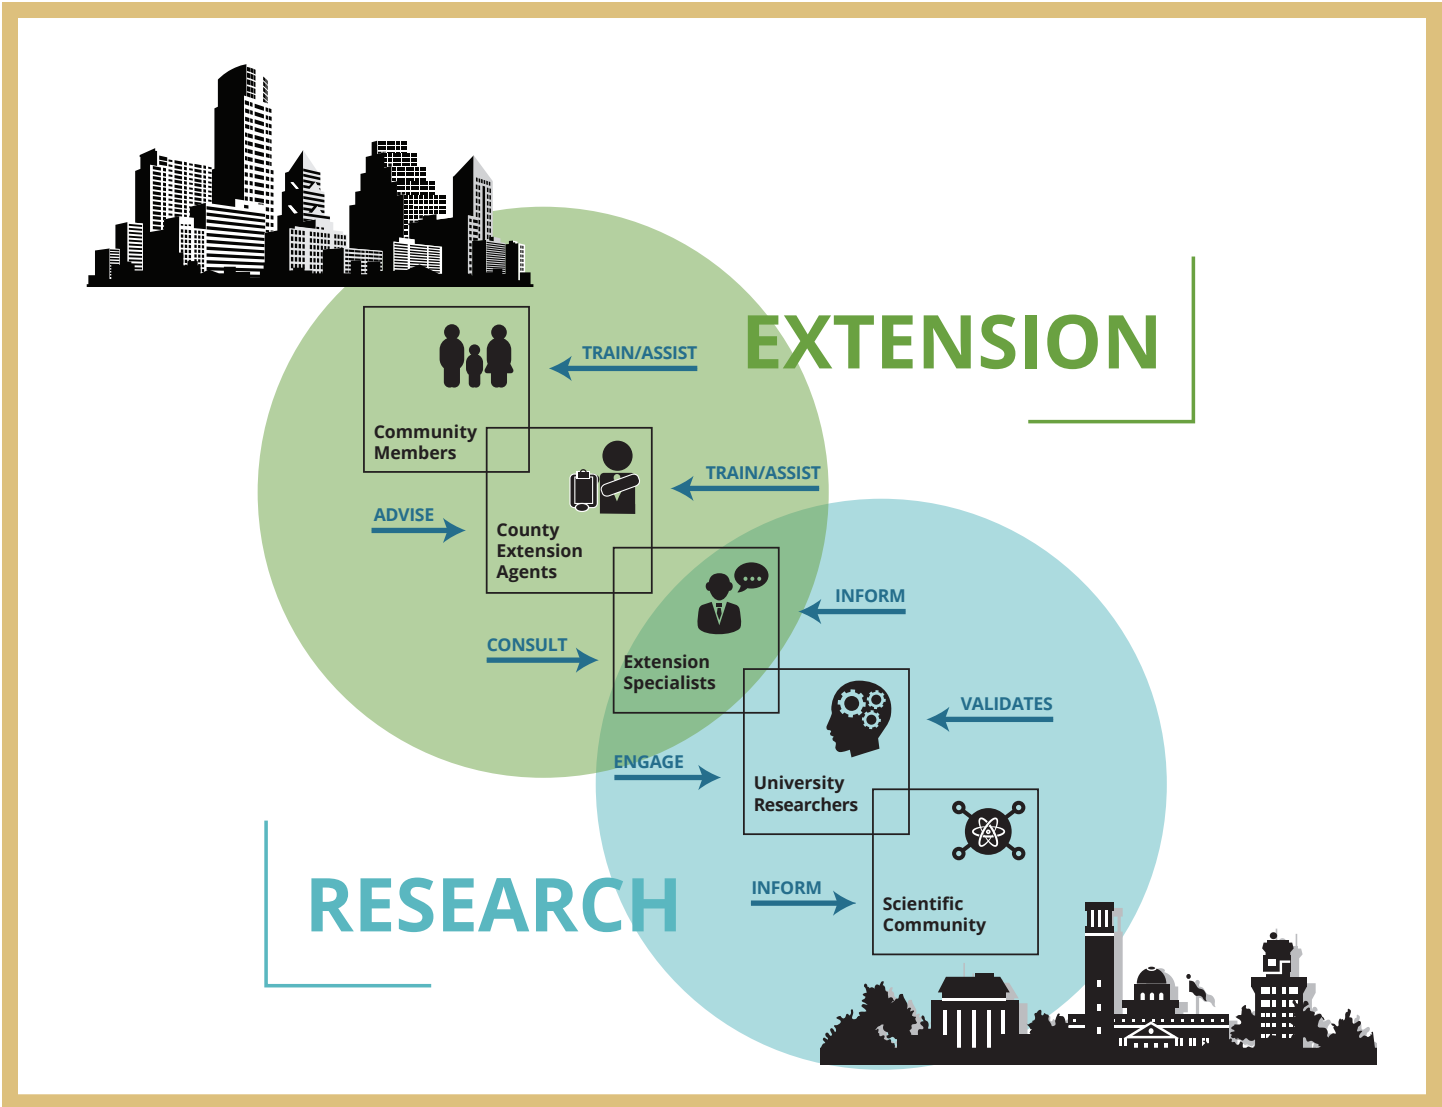 EXTENSION
TRAIN/ASSIST
Community
Members
TRAIN/ASSIST
ADVISE
County
Extension
Agents
INFORM
CONSULT
Extension
Specialists
VALIDATES
ENGAGE
University
Researchers
RESEARCH
INFORM
Scientific
Community